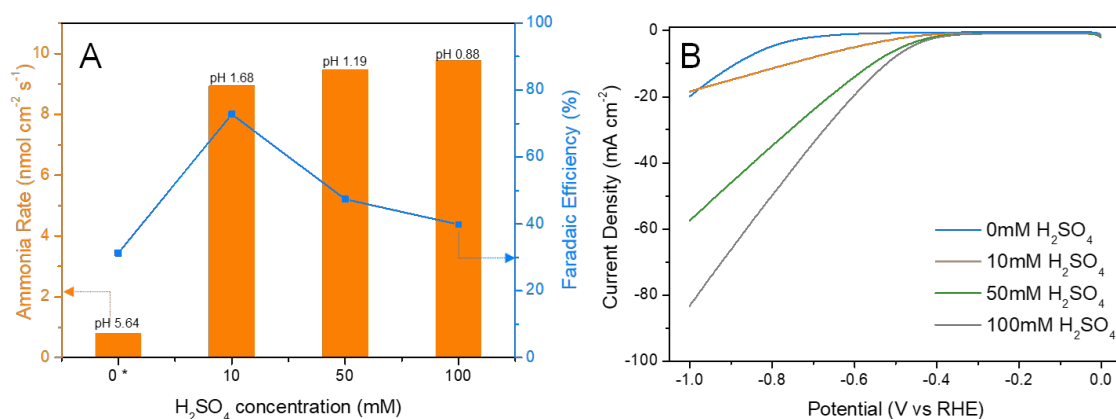 A
Ammonia Rate (nmol cm⁻² s⁻¹)
10
8
6
4
2
0
pH 5.64
pH 1.68
pH 1.19
pH 0.88
0 *
10
50
100
H₂SO₄ concentration (mM)
100
80
60
40
20
0
Faradaic Efficiency (%)
B
Current Density (mA cm⁻²)
0
-20
-40
-60
-80
-100
0mM H₂SO₄
10mM H₂SO₄
50mM H₂SO₄
100mM H₂SO₄
-1.0
-0.8
-0.6
-0.4
-0.2
0.0
Potential (V vs RHE)